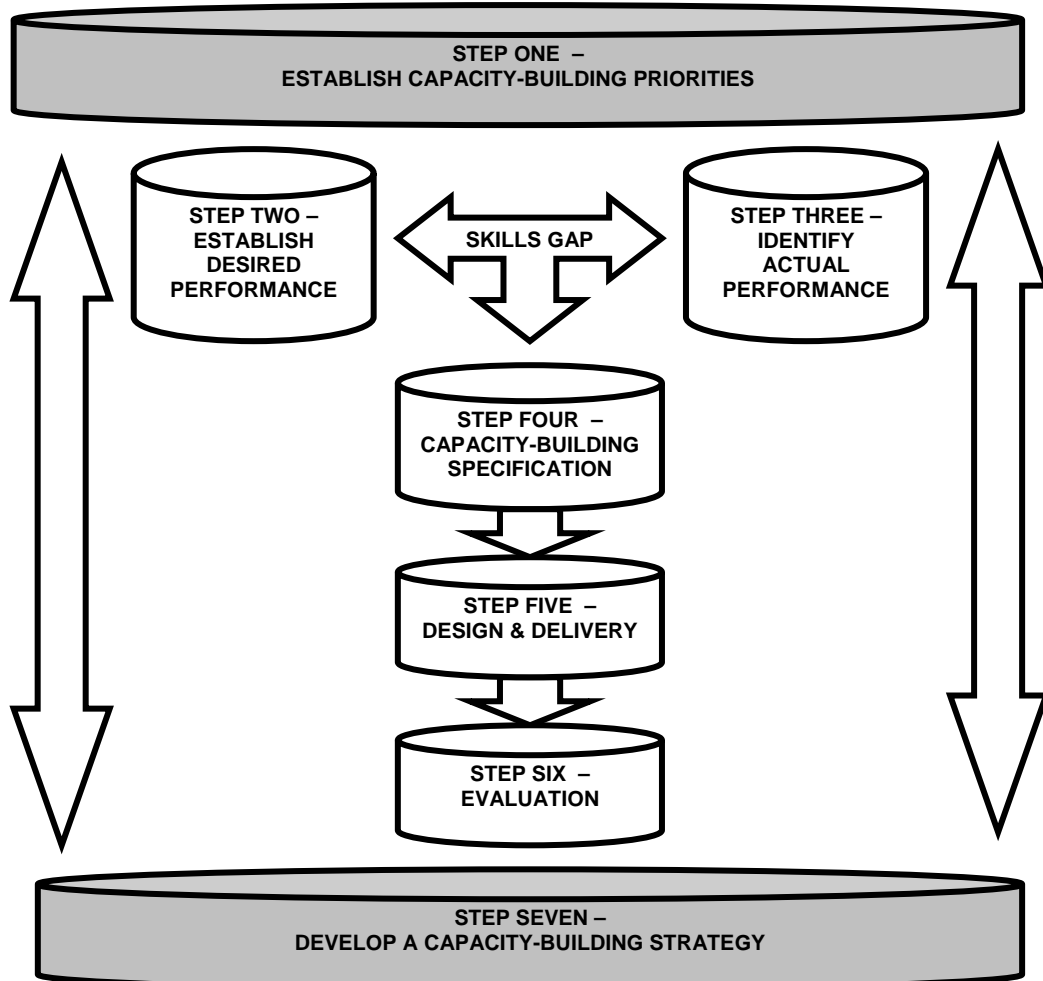 STEP ONE –
ESTABLISH CAPACITY-BUILDING PRIORITIES
STEP TWO –
ESTABLISH
DESIRED
PERFORMANCE
SKILLS GAP
STEP THREE –
IDENTIFY
ACTUAL
PERFORMANCE
STEP FOUR –
CAPACITY-BUILDING
SPECIFICATION
STEP FIVE –
DESIGN & DELIVERY
STEP SIX –
EVALUATION
STEP SEVEN –
DEVELOP A CAPACITY-BUILDING STRATEGY